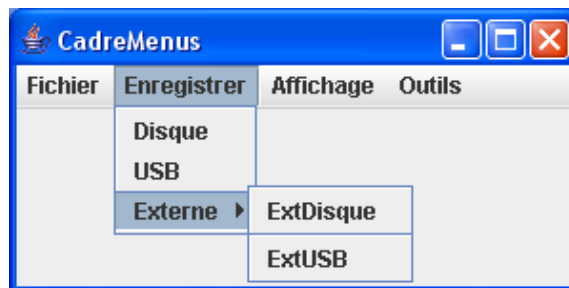 CadreMenus
Fichier Enregistrer Affichage Outils
Disque
USB
Externe ExtDisque
ExtUSB